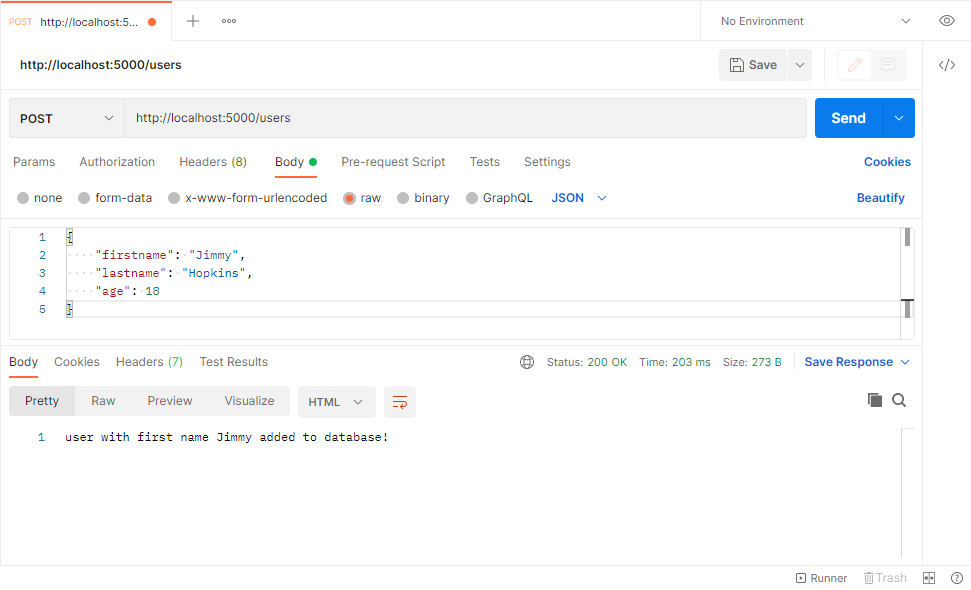 POST http://localhost:5...
No Environment
http://localhost:5000/users
Save
POST http://localhost:5000/users
Send
Params Authorization Headers (8) Body Pre-request Script Tests Settings Cookies
none form-data x-www-form-urlencoded raw binary GraphQL JSON Beautify
1 {
2 "firstname": "Jimmy",
3 "lastname": "Hopkins",
4 "age": 18
5 }
Body Cookies Headers (7) Test Results Status: 200 OK Time: 203 ms Size: 273 B Save Response
Pretty Raw Preview Visualize HTML
1 user with first name Jimmy added to database!
Runner Trash